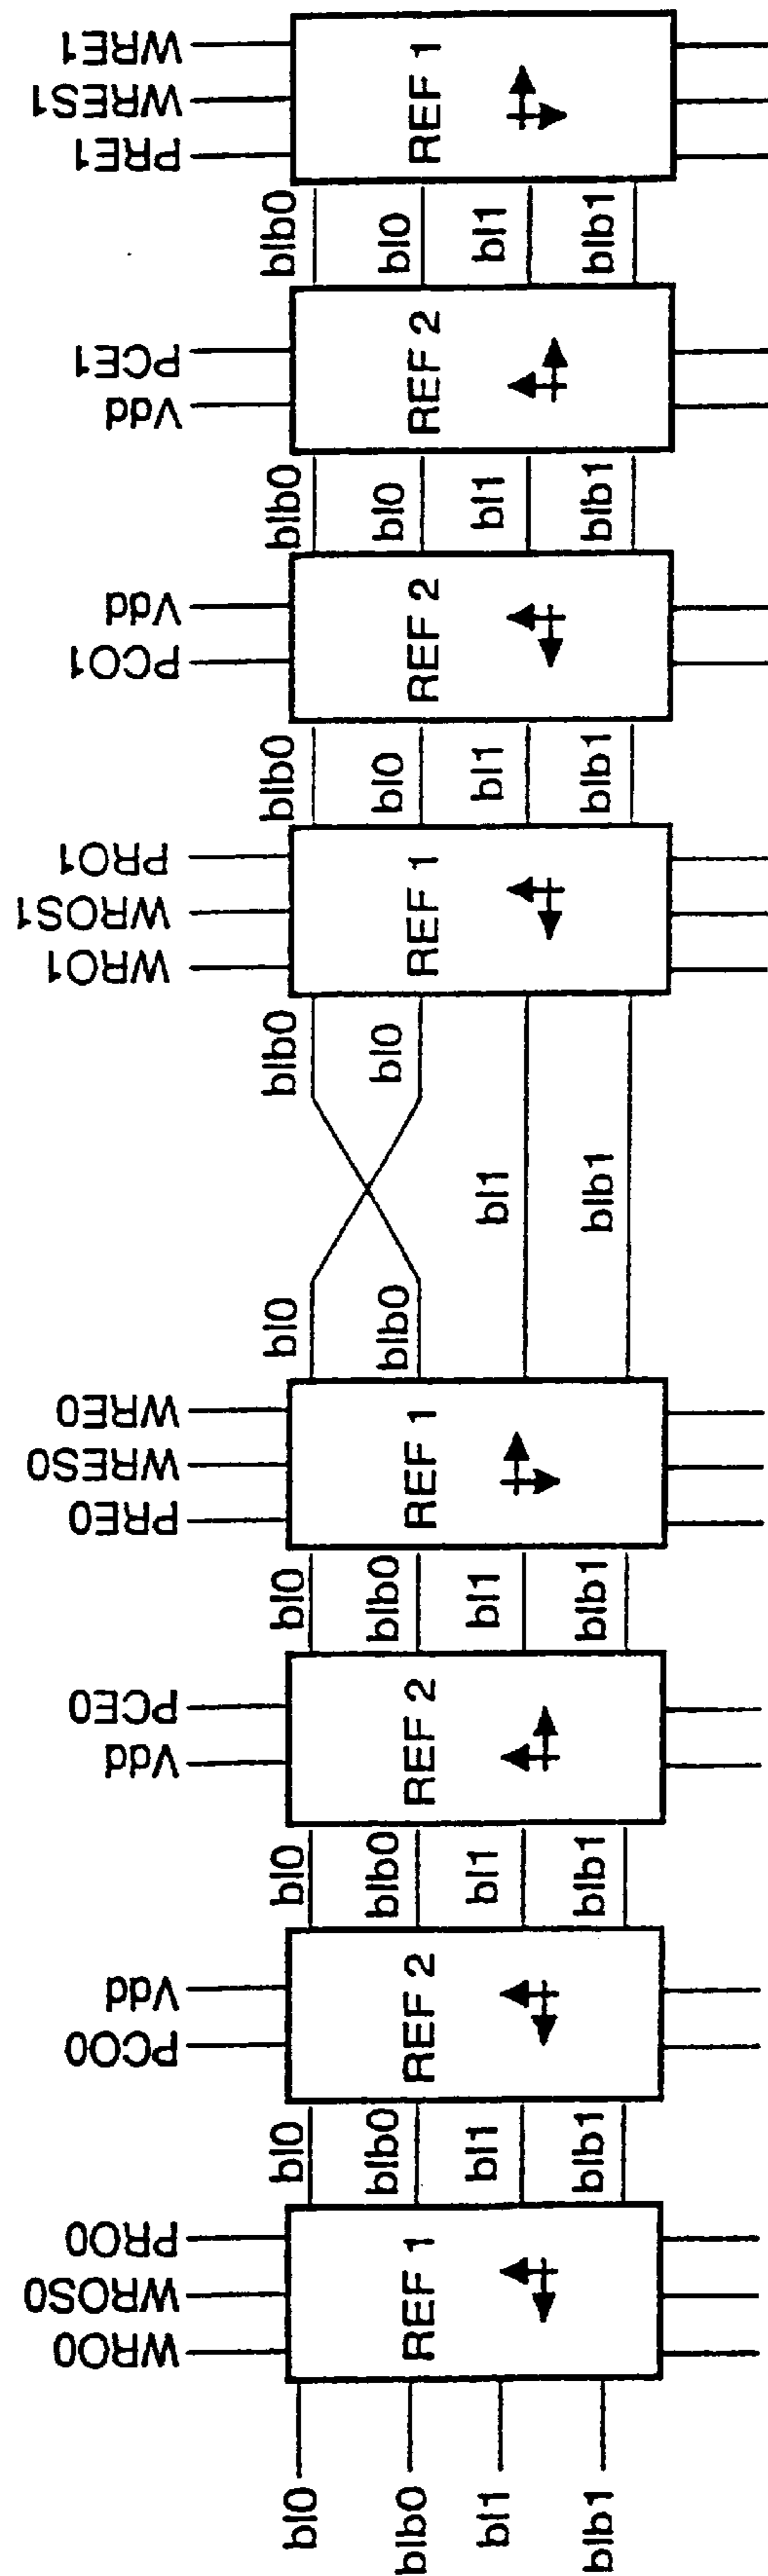 bl0
blb0
bl1
blb1
WRO0
WROS0
PRO0
REF 1
bl0
blb0
bl1
blb1
PCO0
Vdd
REF 2
bl0
blb0
bl1
blb1
Vdd
PCE0
REF 2
bl0
blb0
bl1
blb1
PRE0
WRES0
WRE0
REF 1
bl0
blb0
bl1
blb1
blb0
bl0
WRO1
WROS1
PRO1
REF 1
blb0
bl0
bl1
blb1
PCO1
Vdd
REF 2
blb0
bl0
bl1
blb1
Vdd
PCE1
REF 2
blb0
bl0
bl1
blb1
PRE1
WRES1
WRE1
REF 1